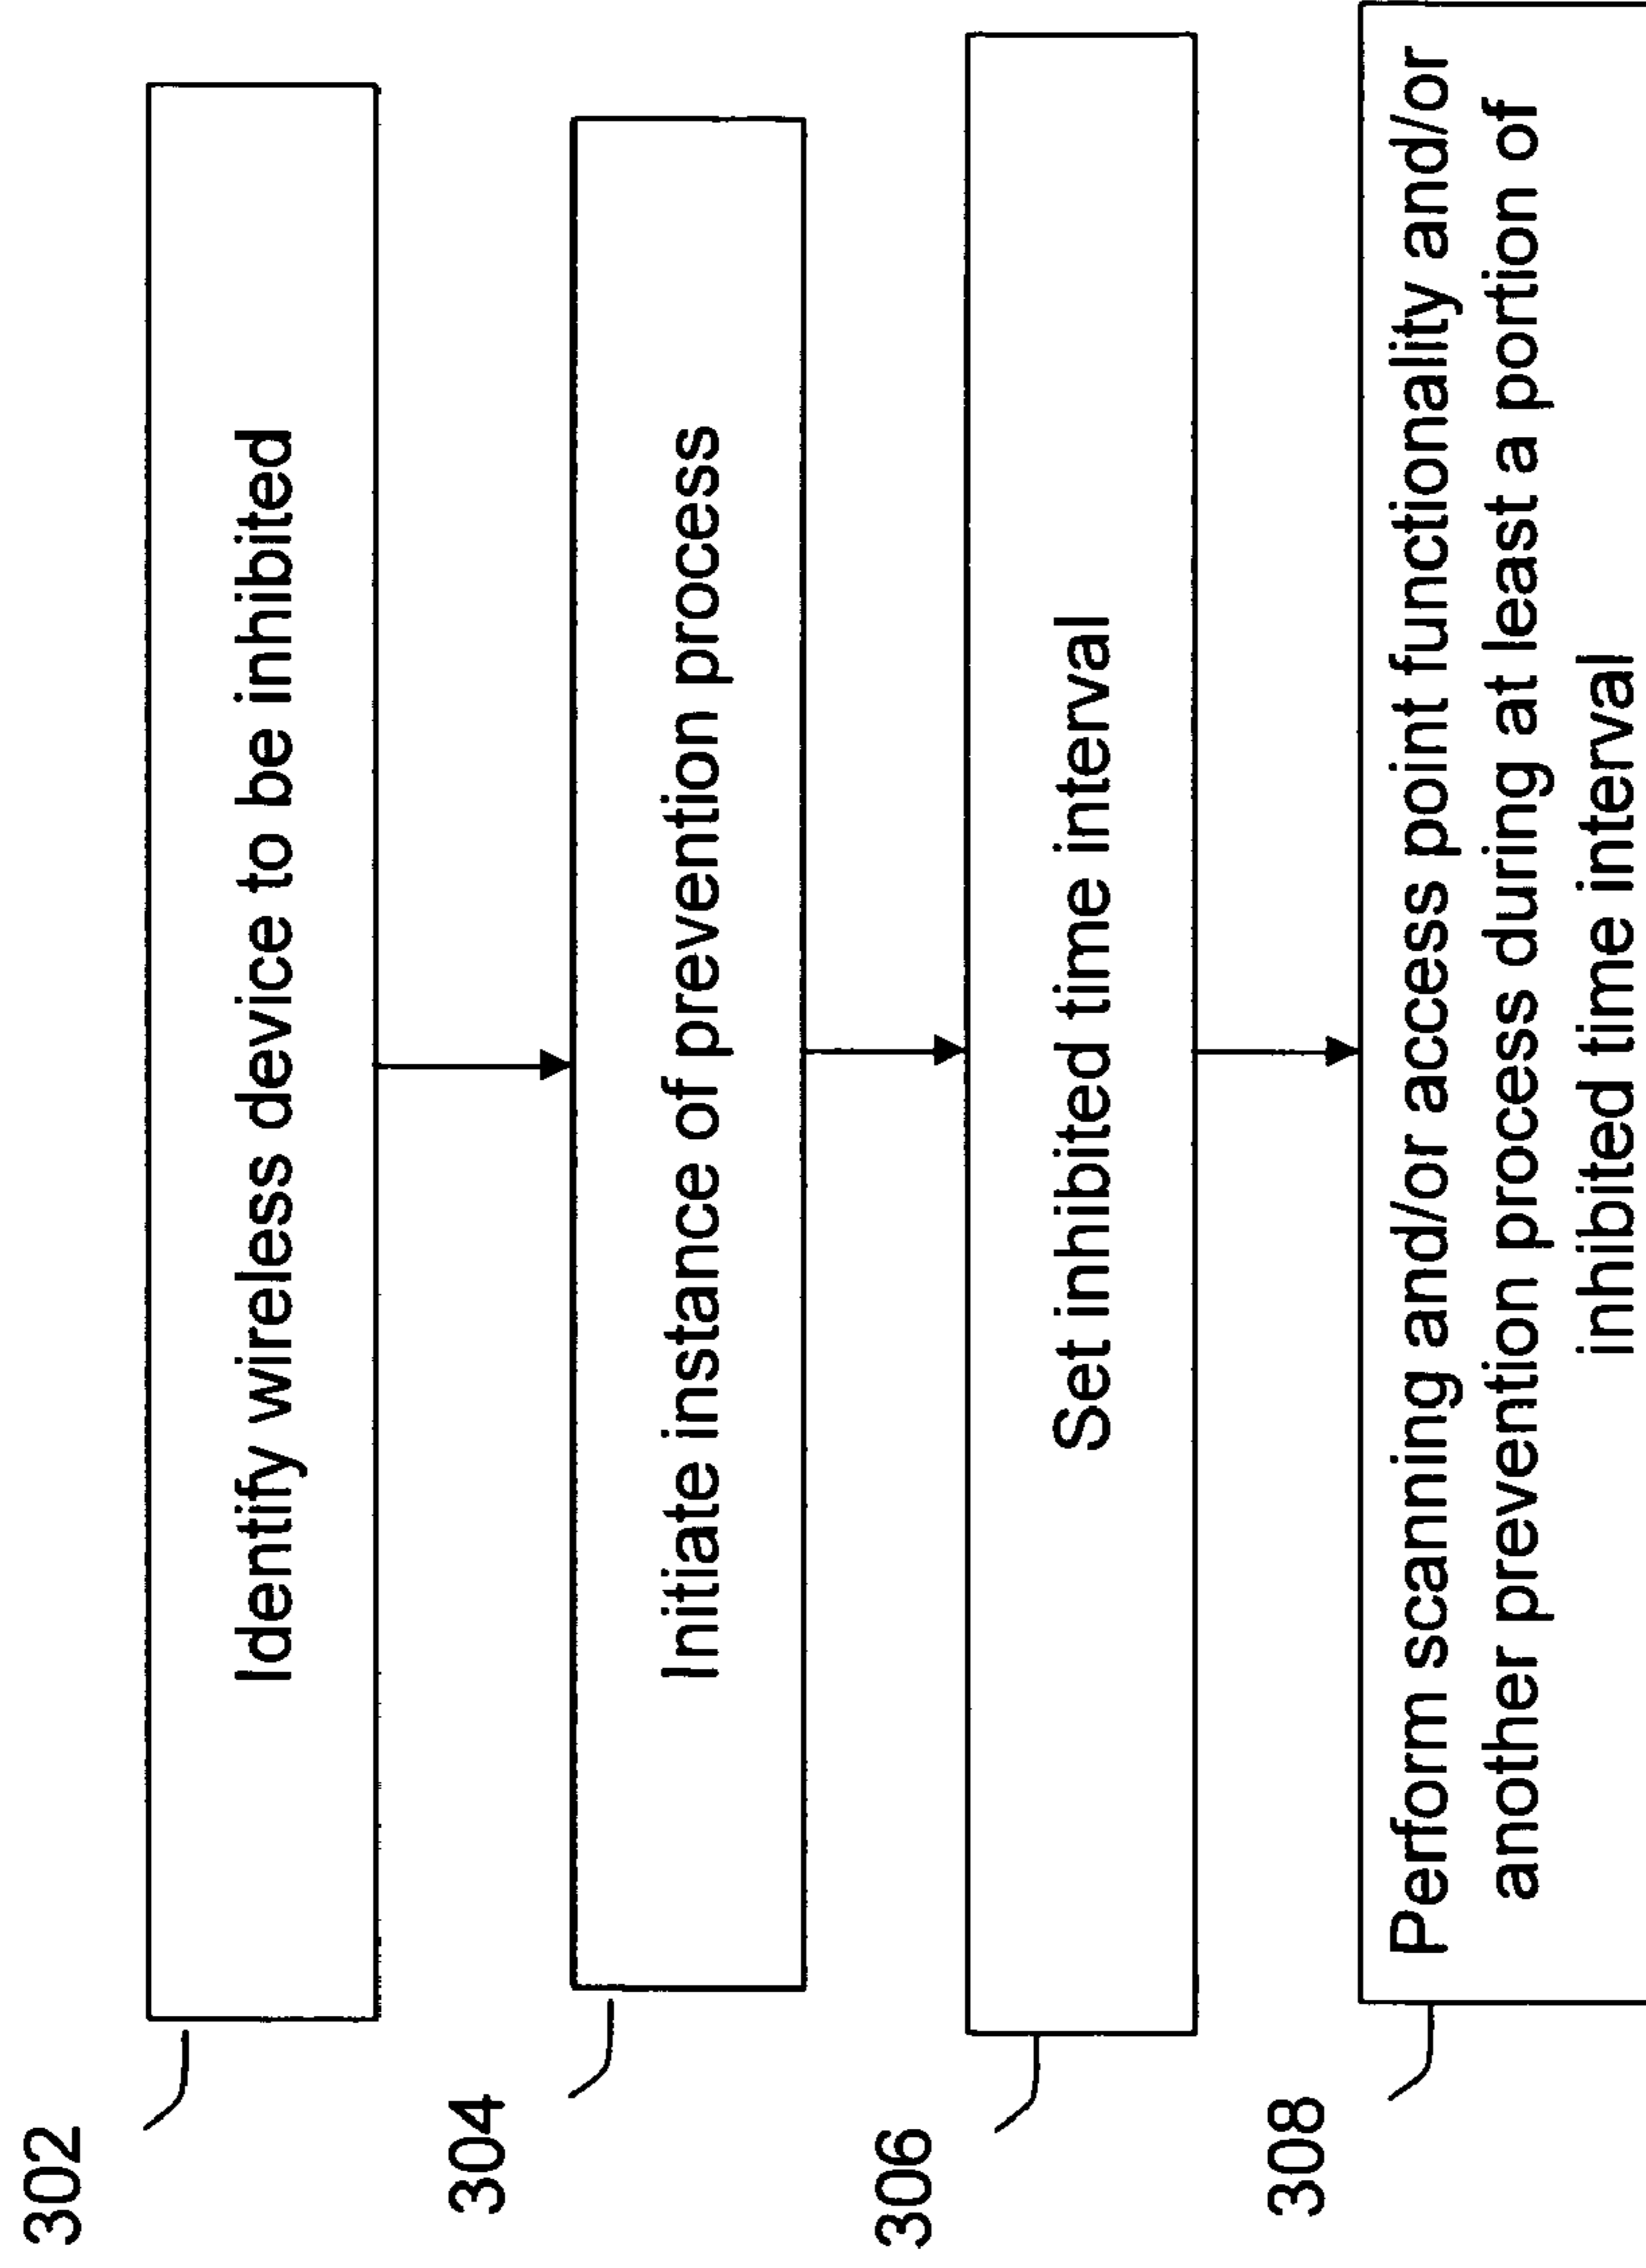 302
Identify wireless device to be inhibited
304
Initiate instance of prevention process
306
Set inhibited time interval
308
Perform scanning and/or access point functionality and/or
another prevention process during at least a portion of
inhibited time interval